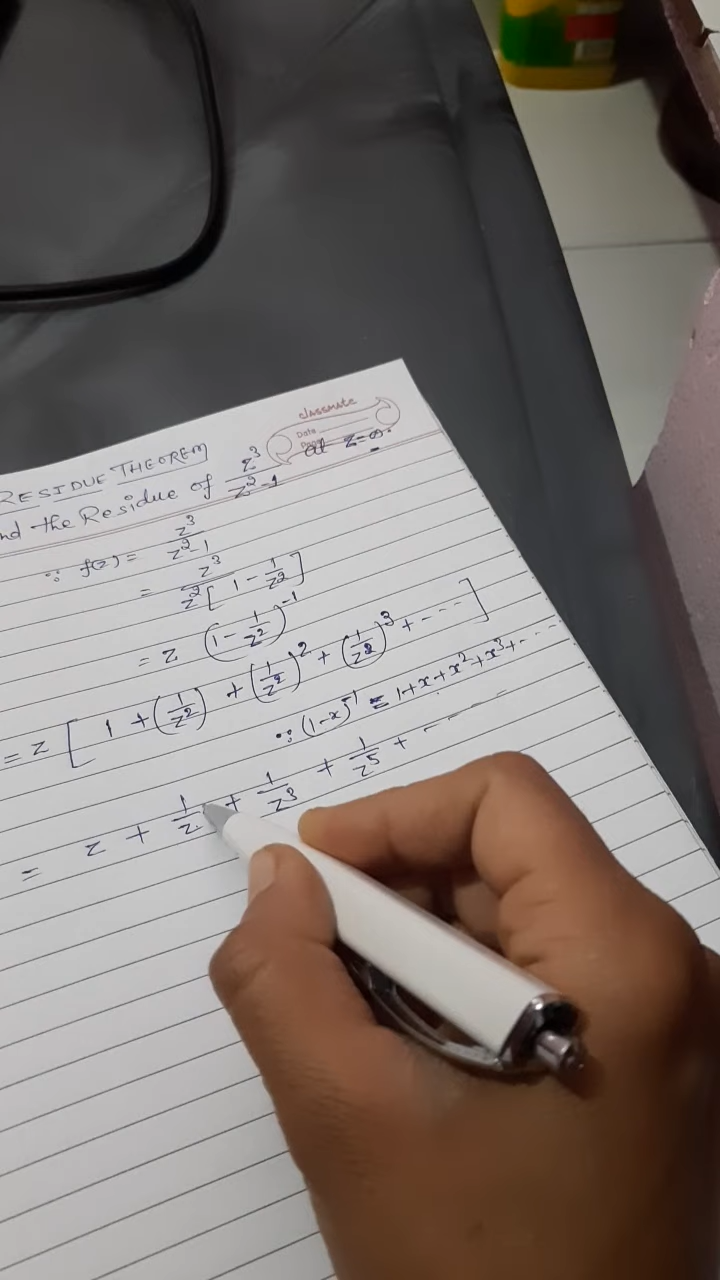 classmate
Date
Page
RESIDUE THEOREM
nd the Residue of z³/(z²-1) at z=∞.
∵ f(z) = z³/(z²-1)
= z³/(z²[1 - 1/z²])
= z (1 - 1/z²)⁻¹
= z [1 + (1/z²) + (1/z²)² + (1/z²)³ + ----]
∵ (1-x)⁻¹ = 1+x+x²+x³+---
= z + 1/z + 1/z³ + 1/z⁵ + -----